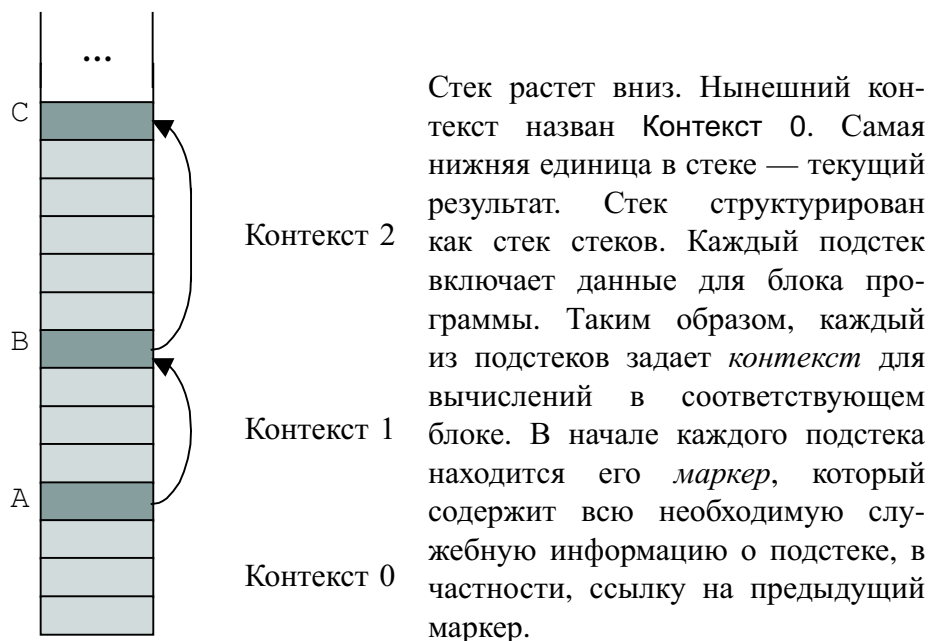 ...
C
Контекст 2
B
Контекст 1
A
Контекст 0
Стек растет вниз. Нынешний кон-
текст назван Контекст 0. Самая
нижняя единица в стеке — текущий
результат. Стек структурирован
как стек стеков. Каждый подстек
включает данные для блока про-
граммы. Таким образом, каждый
из подстеков задает контекст для
вычислений в соответствующем
блоке. В начале каждого подстека
находится его маркер, который
содержит всю необходимую слу-
жебную информацию о подстеке, в
частности, ссылку на предыдущий
маркер.